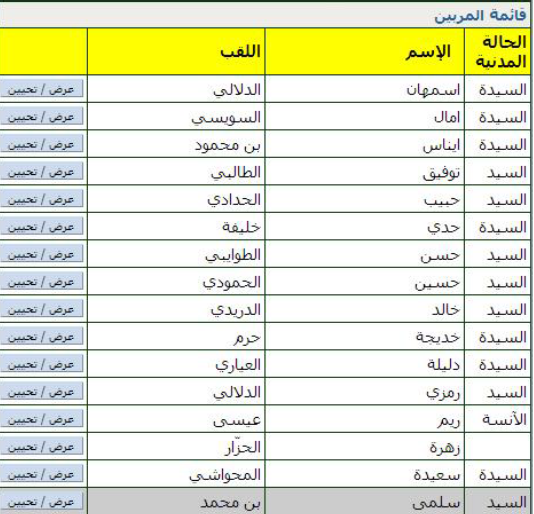 قائمة المربين
الحالة المدنية الإسم اللقب
السيدة اسمهان الدلالي عرض / تحيين
السيدة امال السويسي عرض / تحيين
السيدة ايناس بن محمود عرض / تحيين
السيد توفيق الطالبي عرض / تحيين
السيد حبيب الحدادي عرض / تحيين
السيدة حدي خليفة عرض / تحيين
السيد حسن الطوايبي عرض / تحيين
السيد حسين الحمودي عرض / تحيين
السيد خالد الدريدي عرض / تحيين
السيدة خديجة حرم عرض / تحيين
السيدة دليلة العياري عرض / تحيين
السيد رمزي الدلالي عرض / تحيين
الآنسة ريم عيسى عرض / تحيين
زهرة الحزّار عرض / تحيين
السيدة سعيدة المحواشي عرض / تحيين
السيد سلمى بن محمد عرض / تحيين